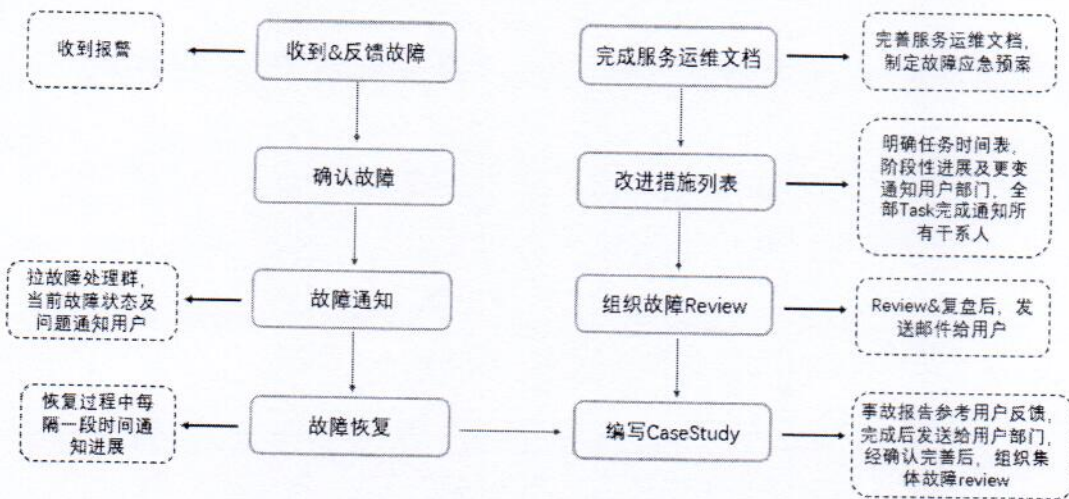 收到报警
收到&反馈故障
完成服务运维文档
完善服务运维文档，
制定故障应急预案
确认故障
改进措施列表
明确任务时间表，
阶段性进展及更变
通知用户部门，全
部Task完成通知所
有干系人
拉故障处理群，
当前故障状态及
问题通知用户
故障通知
组织故障Review
Review&复盘后，发
送邮件给用户
恢复过程中每
隔一段时间通
知进展
故障恢复
编写CaseStudy
事故报告参考用户反馈，
完成后发送给用户部门，
经确认完善后，组织集
体故障review